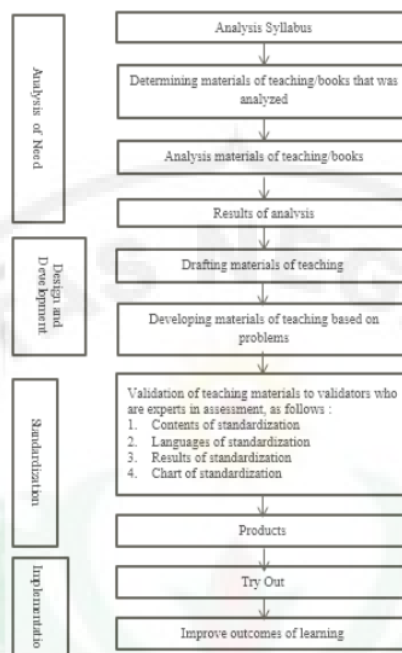 Analysis of Need
Analysis Syllabus
Determining materials of teaching/books that was
analyzed
Analysis materials of teaching/books
Results of analysis
Design and
Development
Drafting materials of teaching
Developing materials of teaching based on
problems
Standardization
Validation of teaching materials to validators who
are experts in assessment, as follows :
1. Contents of standardization
2. Languages of standardization
3. Results of standardization
4. Chart of standardization
Products
Implementatio
Try Out
Improve outcomes of learning
AS NEG